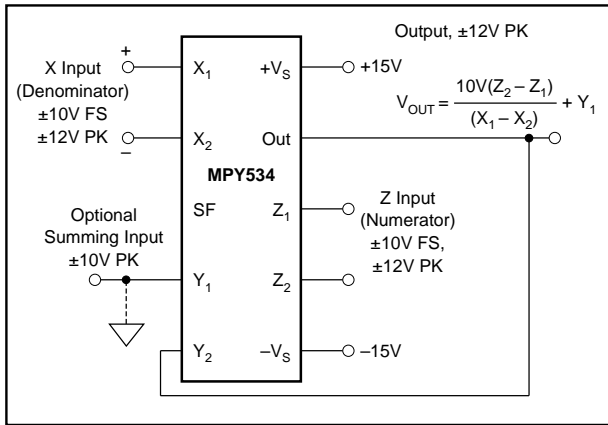 Output, ±12V PK
+
X Input
(Denominator)
±10V FS
±12V PK
–
X1
+VS
+15V
VOUT = 10V(Z2 – Z1) / (X1 – X2) + Y1
X2
Out
MPY534
SF
Z1
Z Input
(Numerator)
±10V FS,
±12V PK
Optional
Summing Input
±10V PK
Y1
Z2
Y2
–VS
–15V